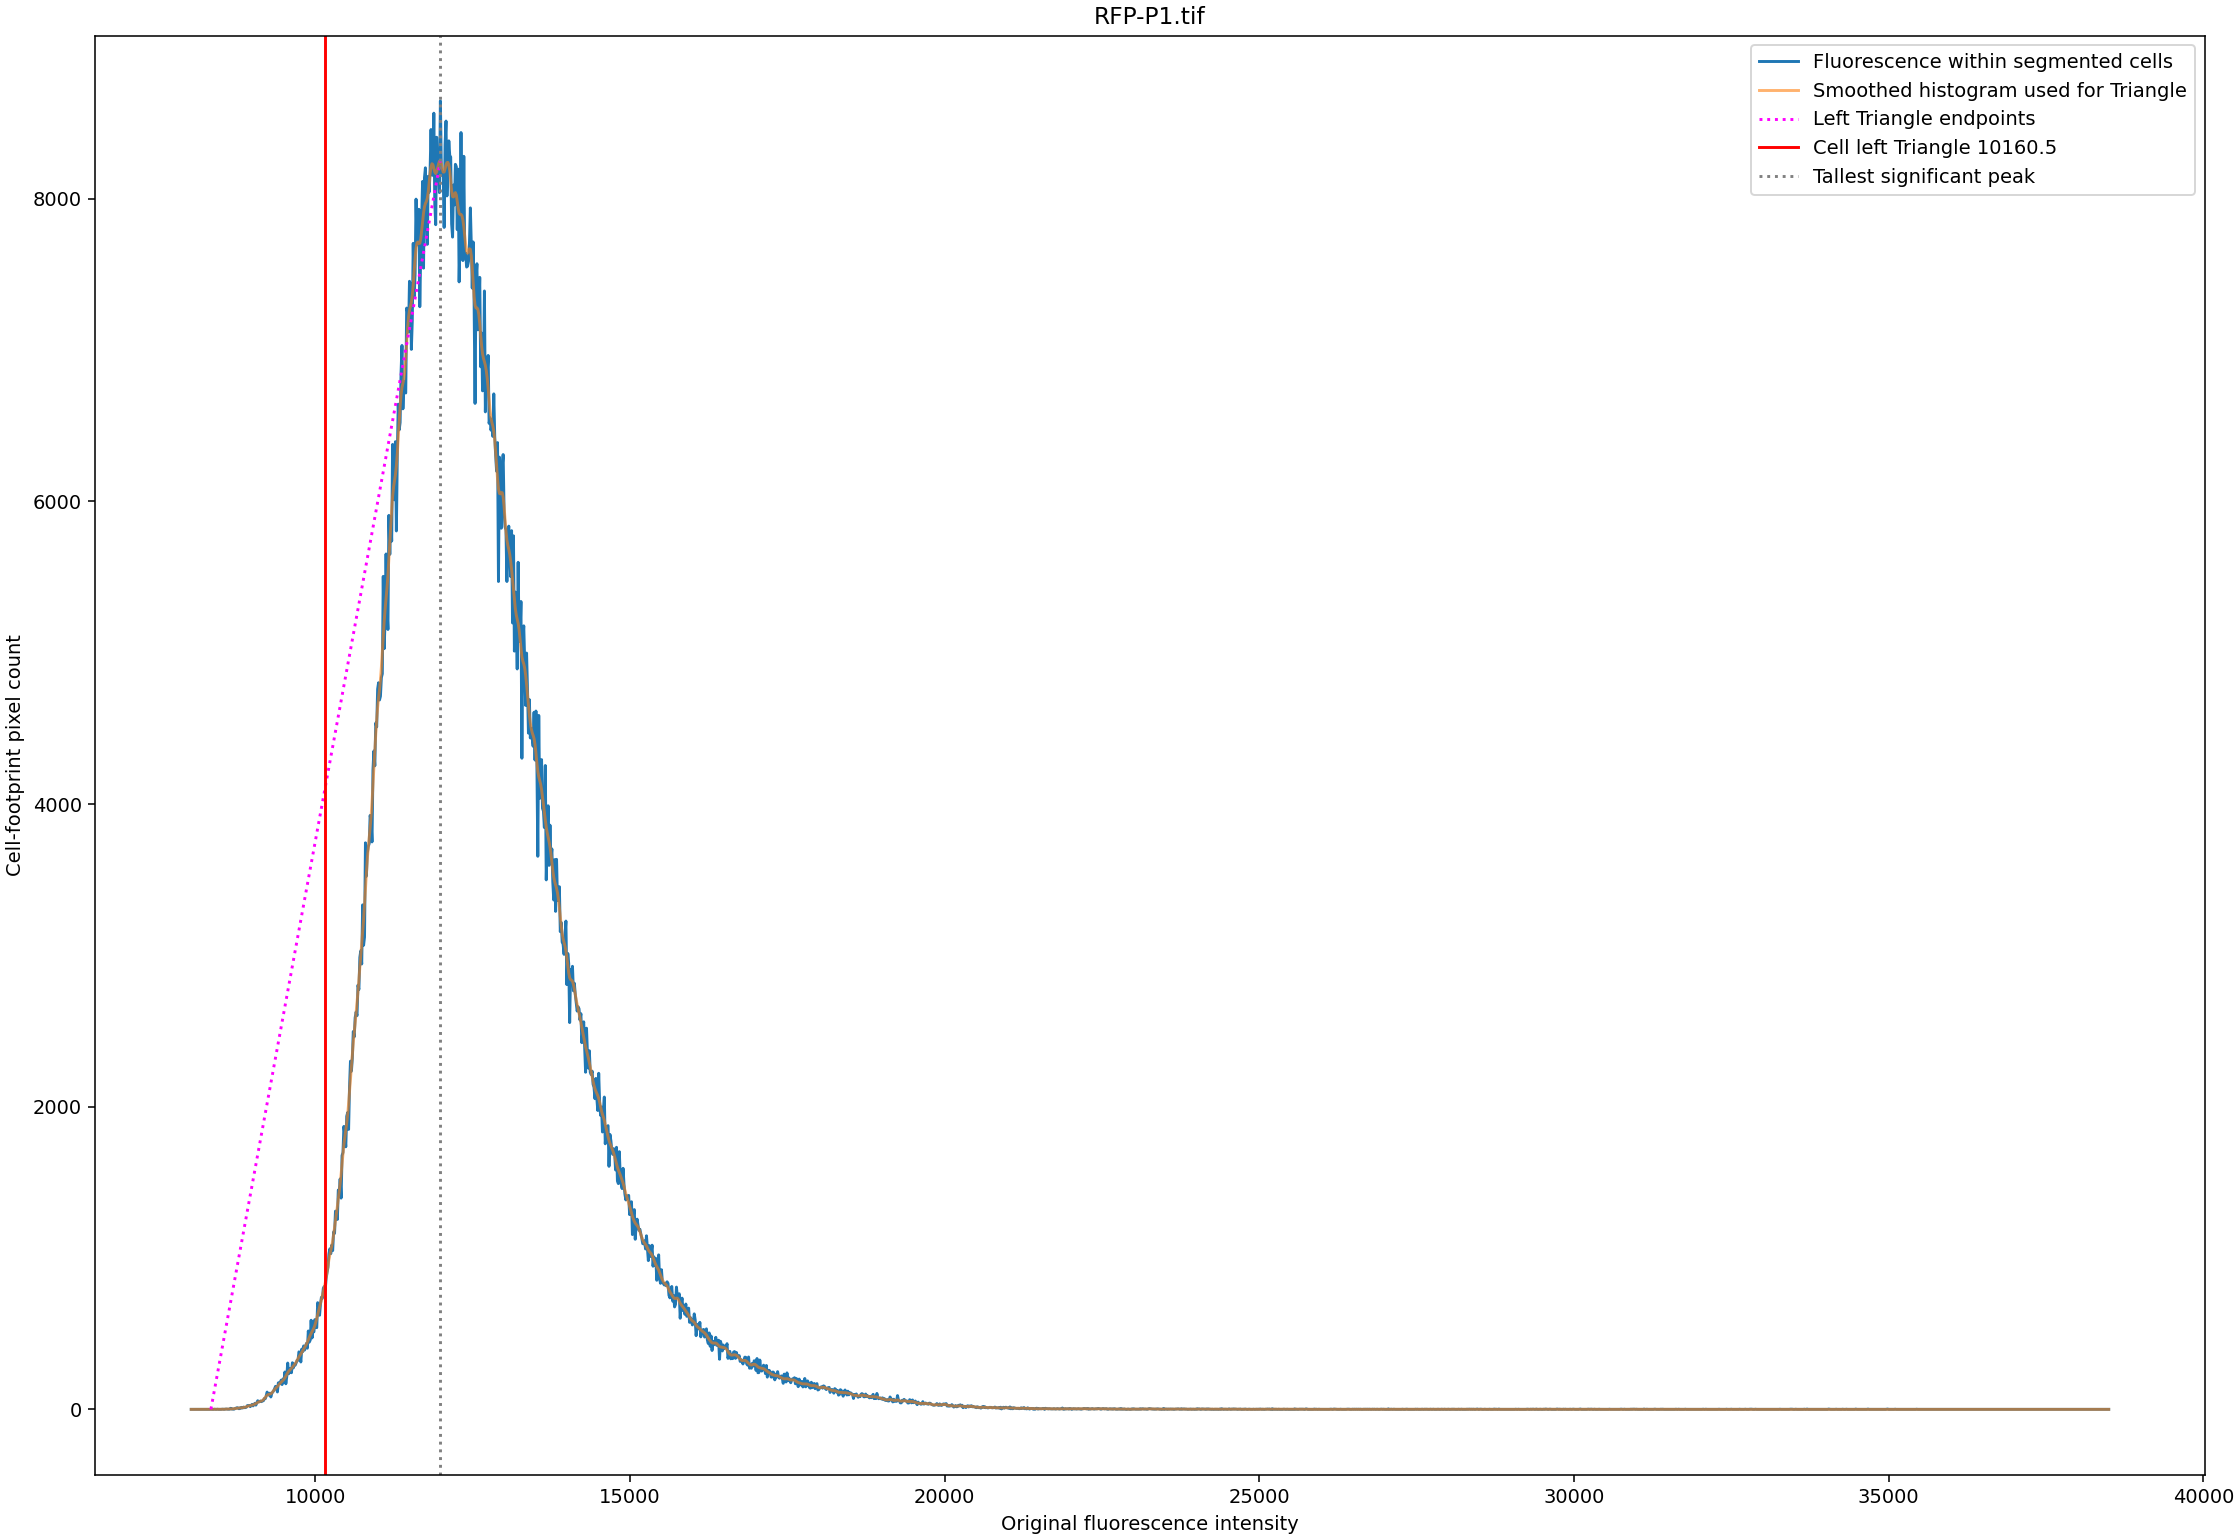 RFP-P1.tif
Fluorescence within segmented cells
Smoothed histogram used for Triangle
Left Triangle endpoints
Cell left Triangle 10160.5
Tallest significant peak
8000
6000
4000
2000
0
Cell-footprint pixel count
10000
15000
20000
25000
30000
35000
40000
Original fluorescence intensity